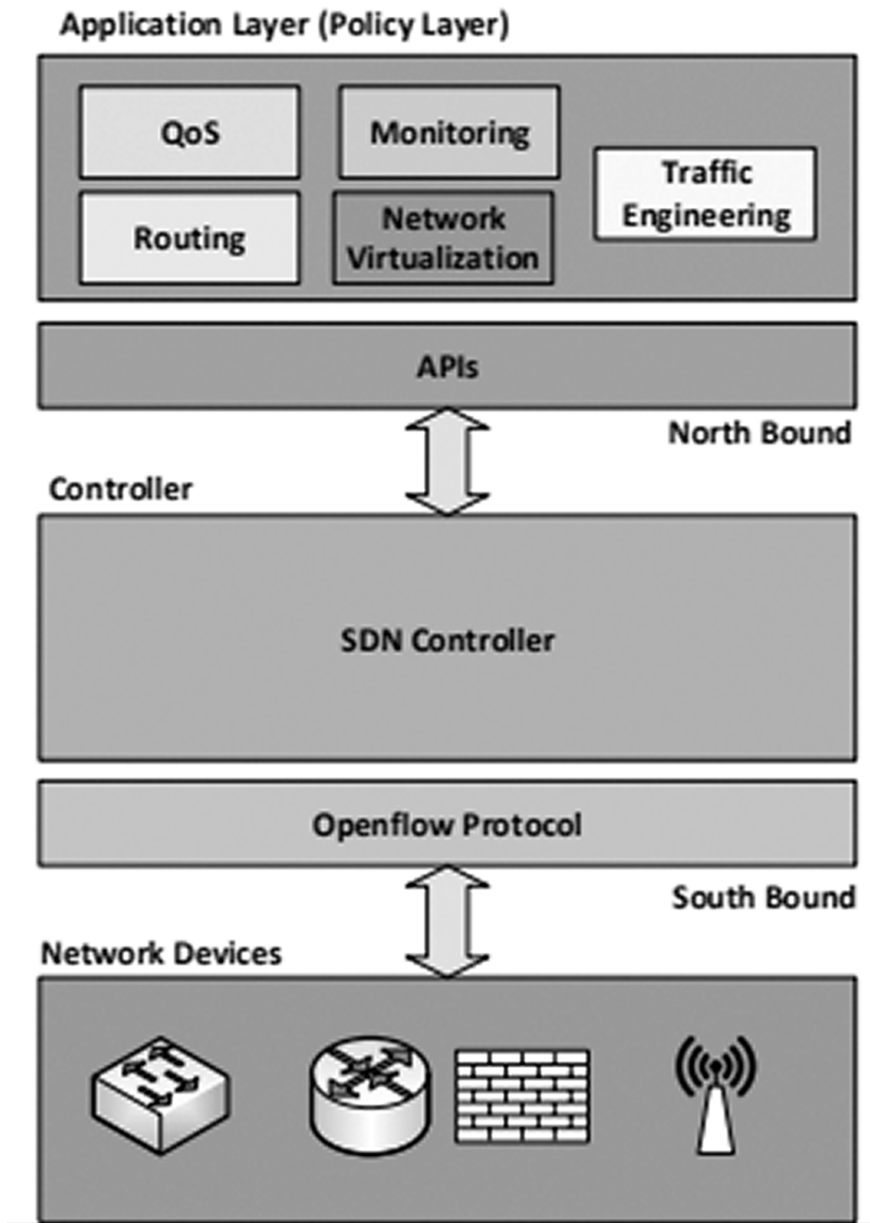 Application Layer (Policy Layer)
QoS
Monitoring
Traffic
Engineering
Routing
Network
Virtualization
APIs
North Bound
Controller
SDN Controller
Openflow Protocol
South Bound
Network Devices